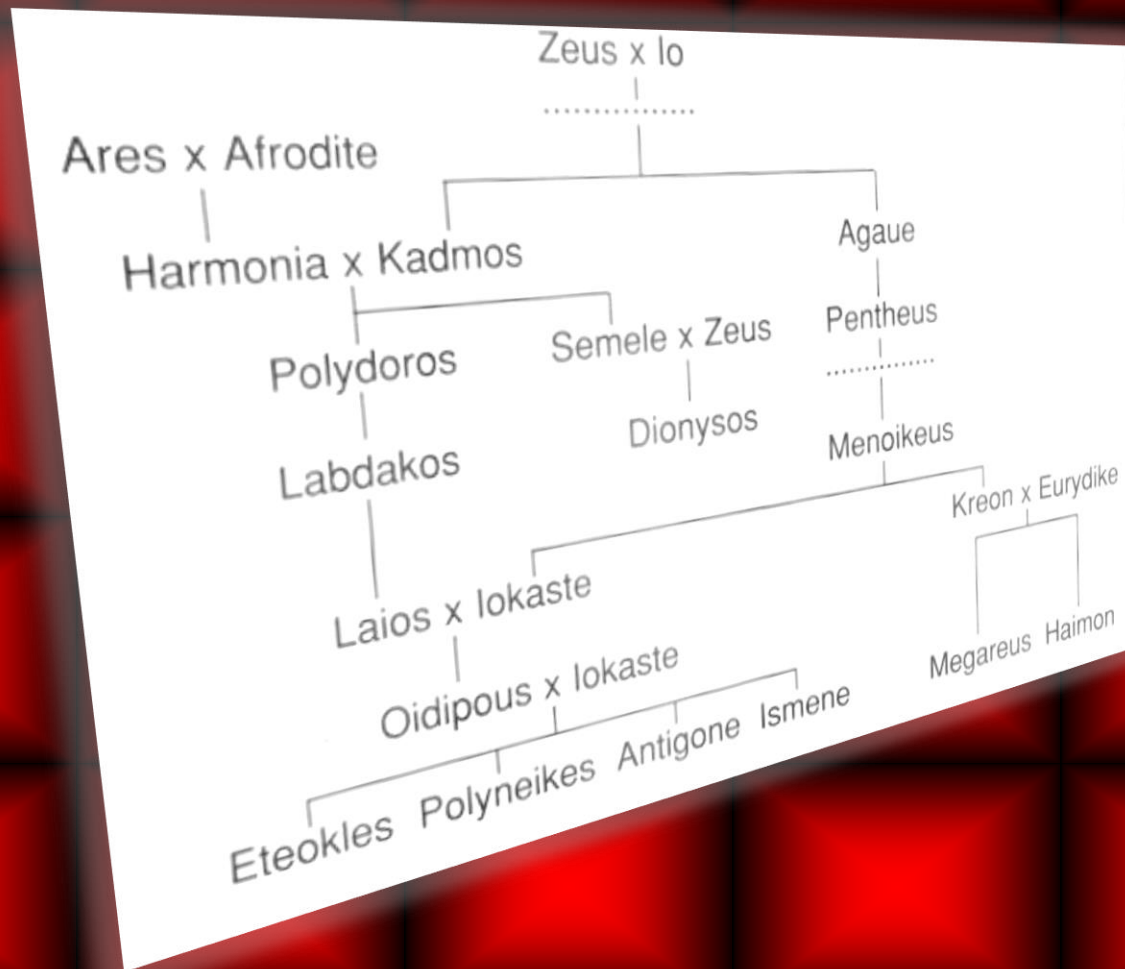 Zeus x Io
................
Ares x Afrodite
Harmonia x Kadmos
Agaue
Polydoros
Semele x Zeus
Pentheus
...............
Labdakos
Dionysos
Menoikeus
Kreon x Eurydike
Laios x Iokaste
Oidipous x Iokaste
Megareus Haimon
Eteokles Polyneikes Antigone Ismene